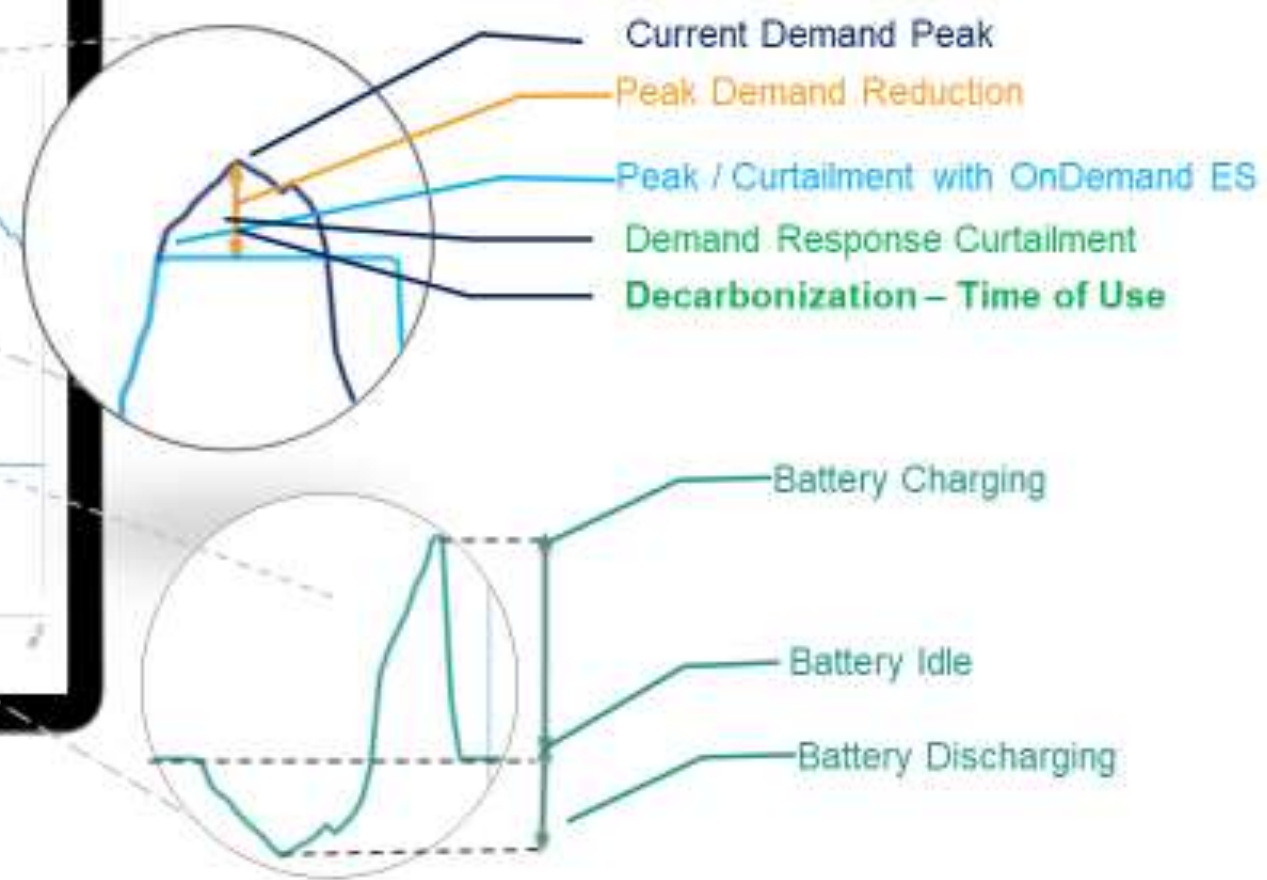 Current Demand Peak
Peak Demand Reduction
Peak / Curtailment with OnDemand ES
Demand Response Curtailment
Decarbonization – Time of Use
Battery Charging
Battery Idle
Battery Discharging